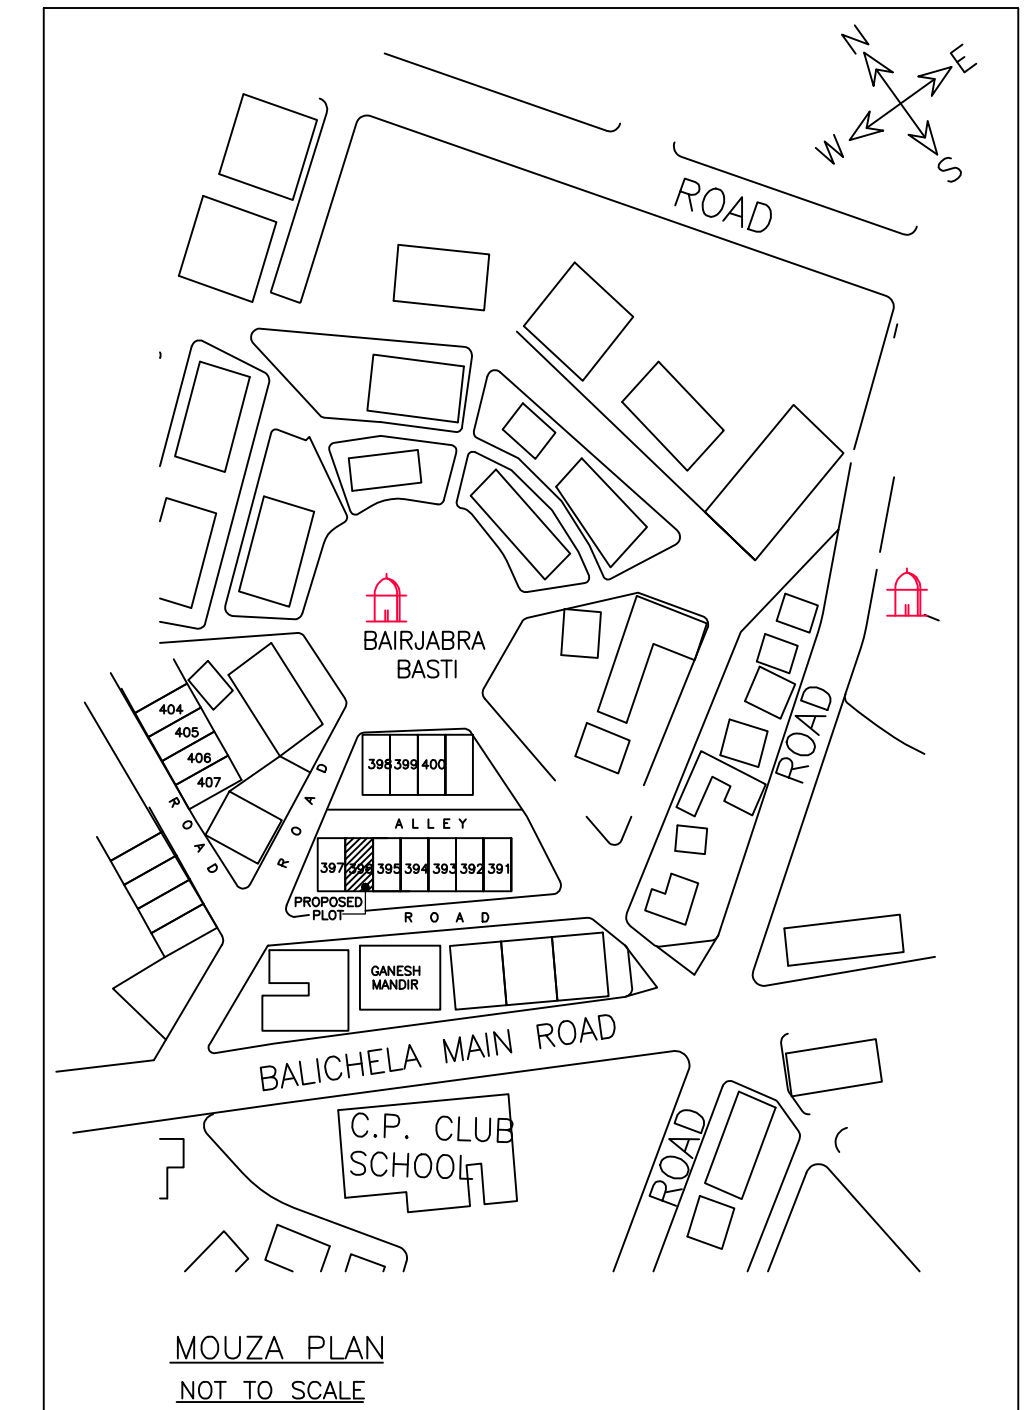 N
E
W
S
ROAD
BAIRJABRA
BASTI
404
405
406
407
ROAD
ROAD
398 399 400
ALLEY
397 396 395 394 393 392 391
PROPOSED
PLOT
ROAD
ROAD
GANESH
MANDIR
BALICHELA MAIN ROAD
C.P. CLUB
SCHOOL
ROAD
MOUZA PLAN
NOT TO SCALE